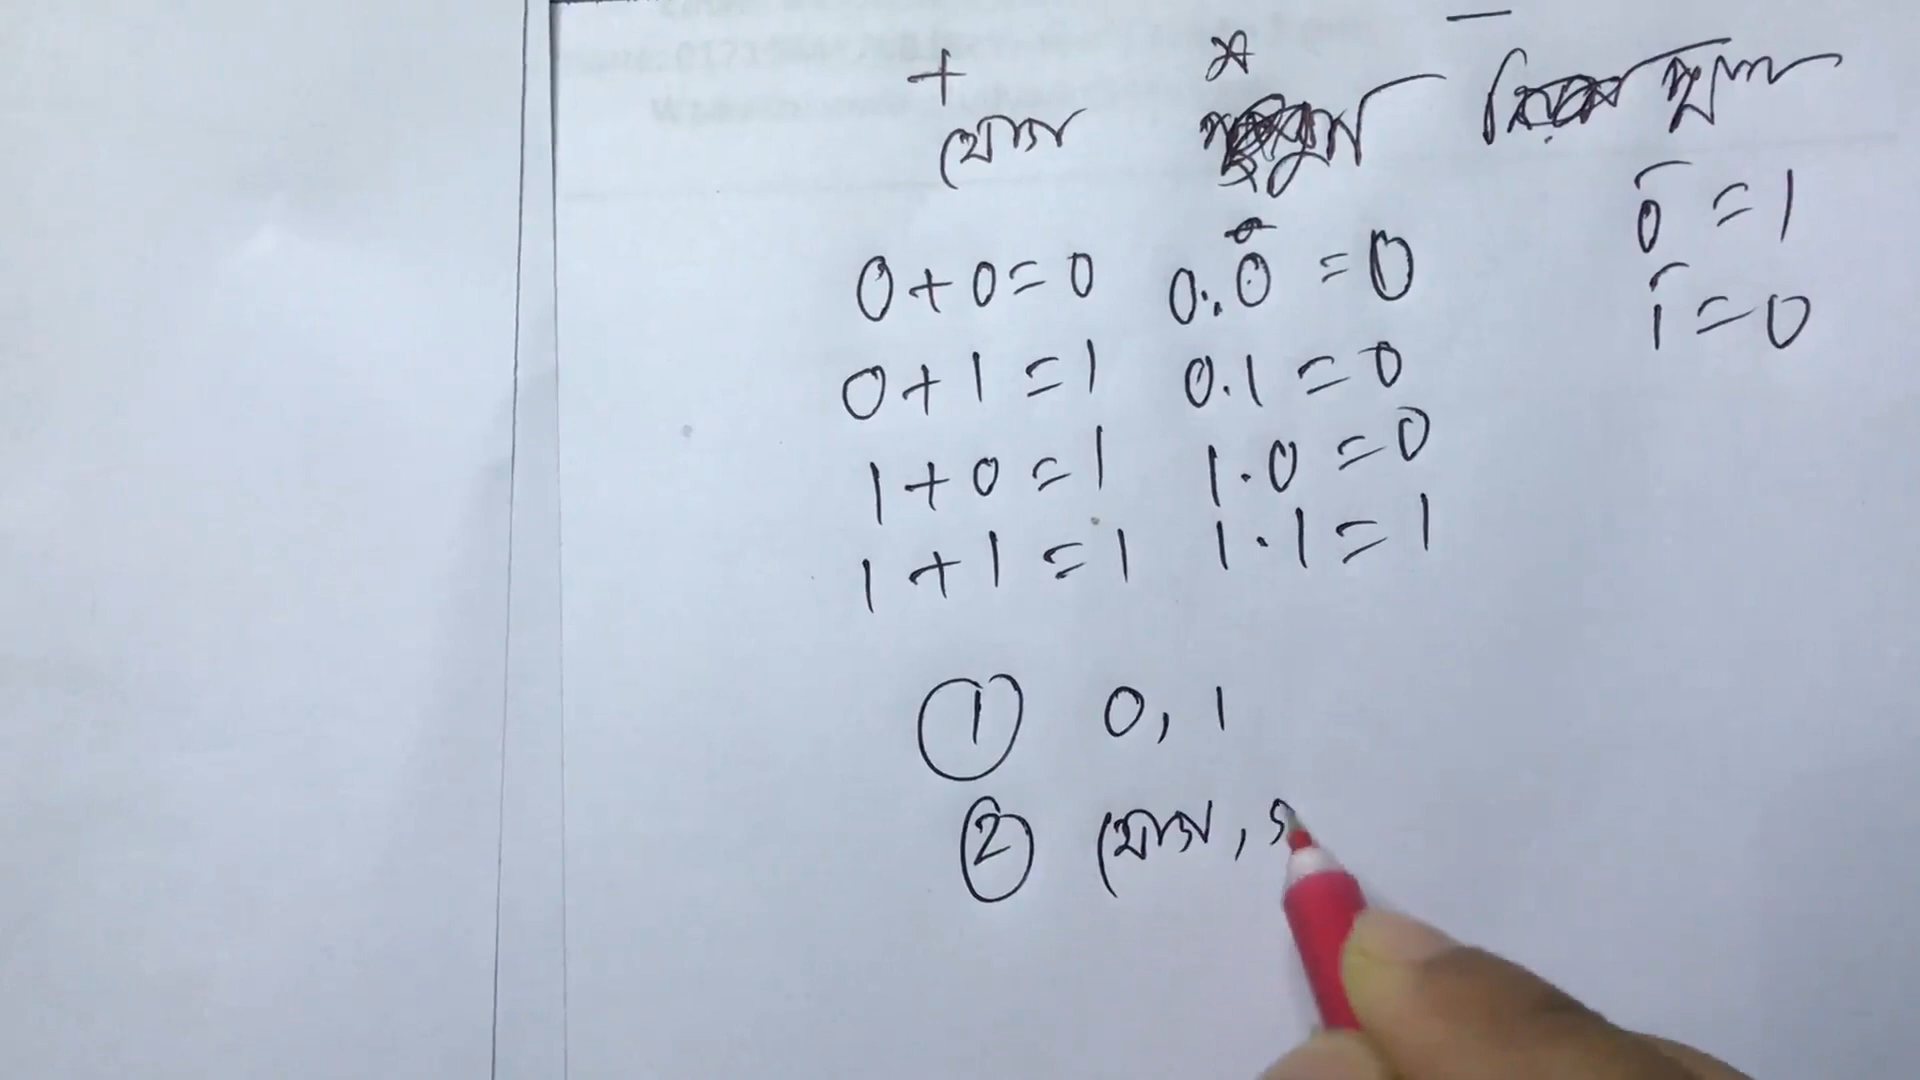 + × —
যোগ গুণ পূরক
0+0=0 0.0=0 0̄=1
0+1=1 0.1=0 1̄=0
1+0=1 1.0=0
1+1=1 1.1=1
① 0, 1
② যোগ,